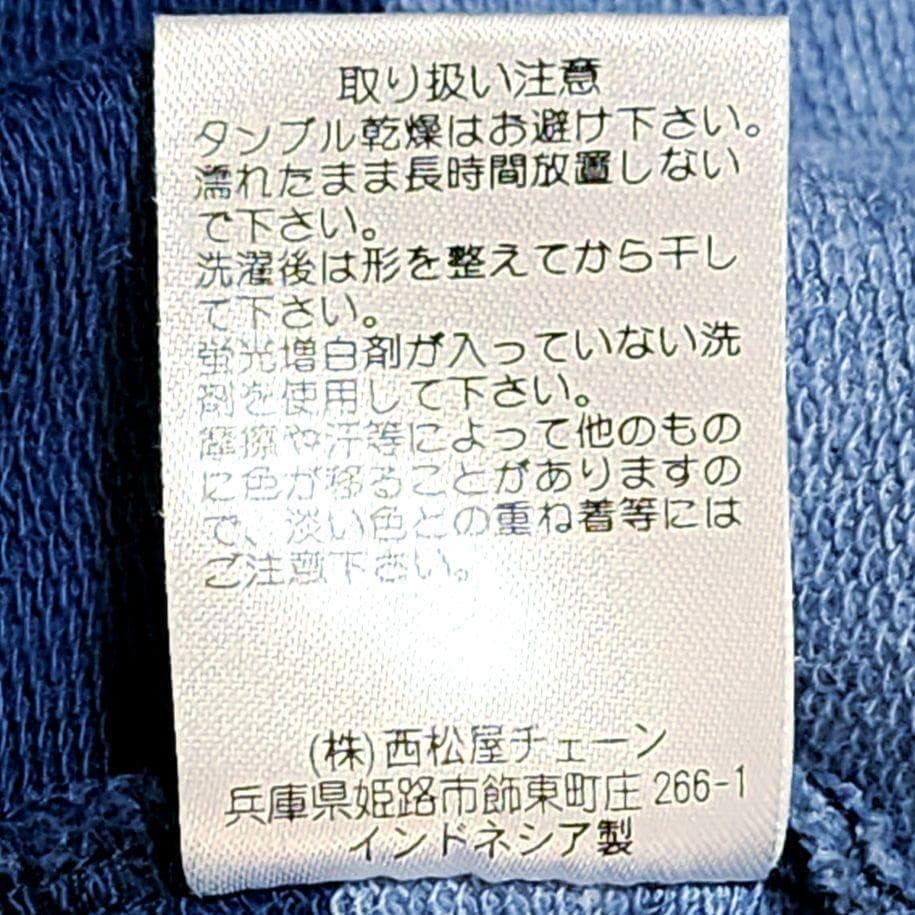 取り扱い注意
タンブル乾燥はお避け下さい。
濡れたまま長時間放置しない
で下さい。
洗濯後は形を整えてから干し
て下さい。
蛍光増白剤が入っていない洗
剤を使用して下さい。
摩擦や汗等によって他のもの
に色が移ることがありますの
で、淡い色との重ね着等には
ご注意下さい。
(株)西松屋チェーン
兵庫県姫路市飾東町庄 266-1
インドネシア製